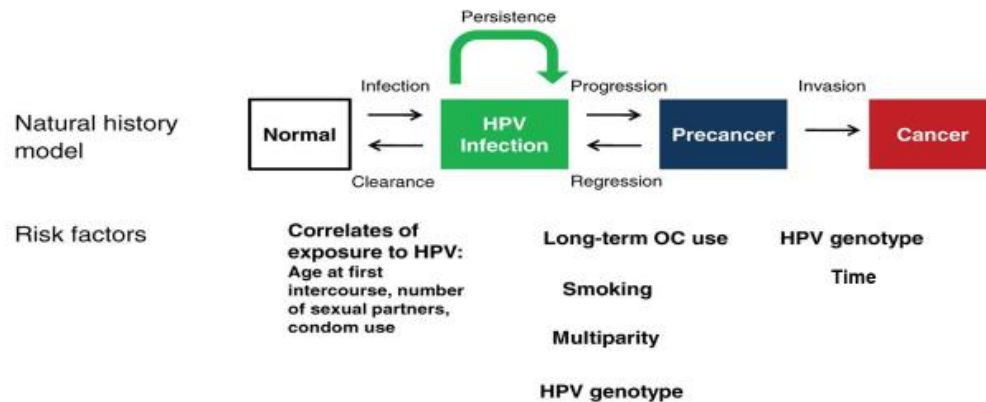 Persistence
Infection
Progression
Invasion
Natural history
model
Normal
HPV
Infection
Precancer
Cancer
Clearance
Regression
Risk factors
Correlates of
exposure to HPV:
Age at first
intercourse, number
of sexual partners,
condom use
Long-term OC use
Smoking
Multiparity
HPV genotype
HPV genotype
Time